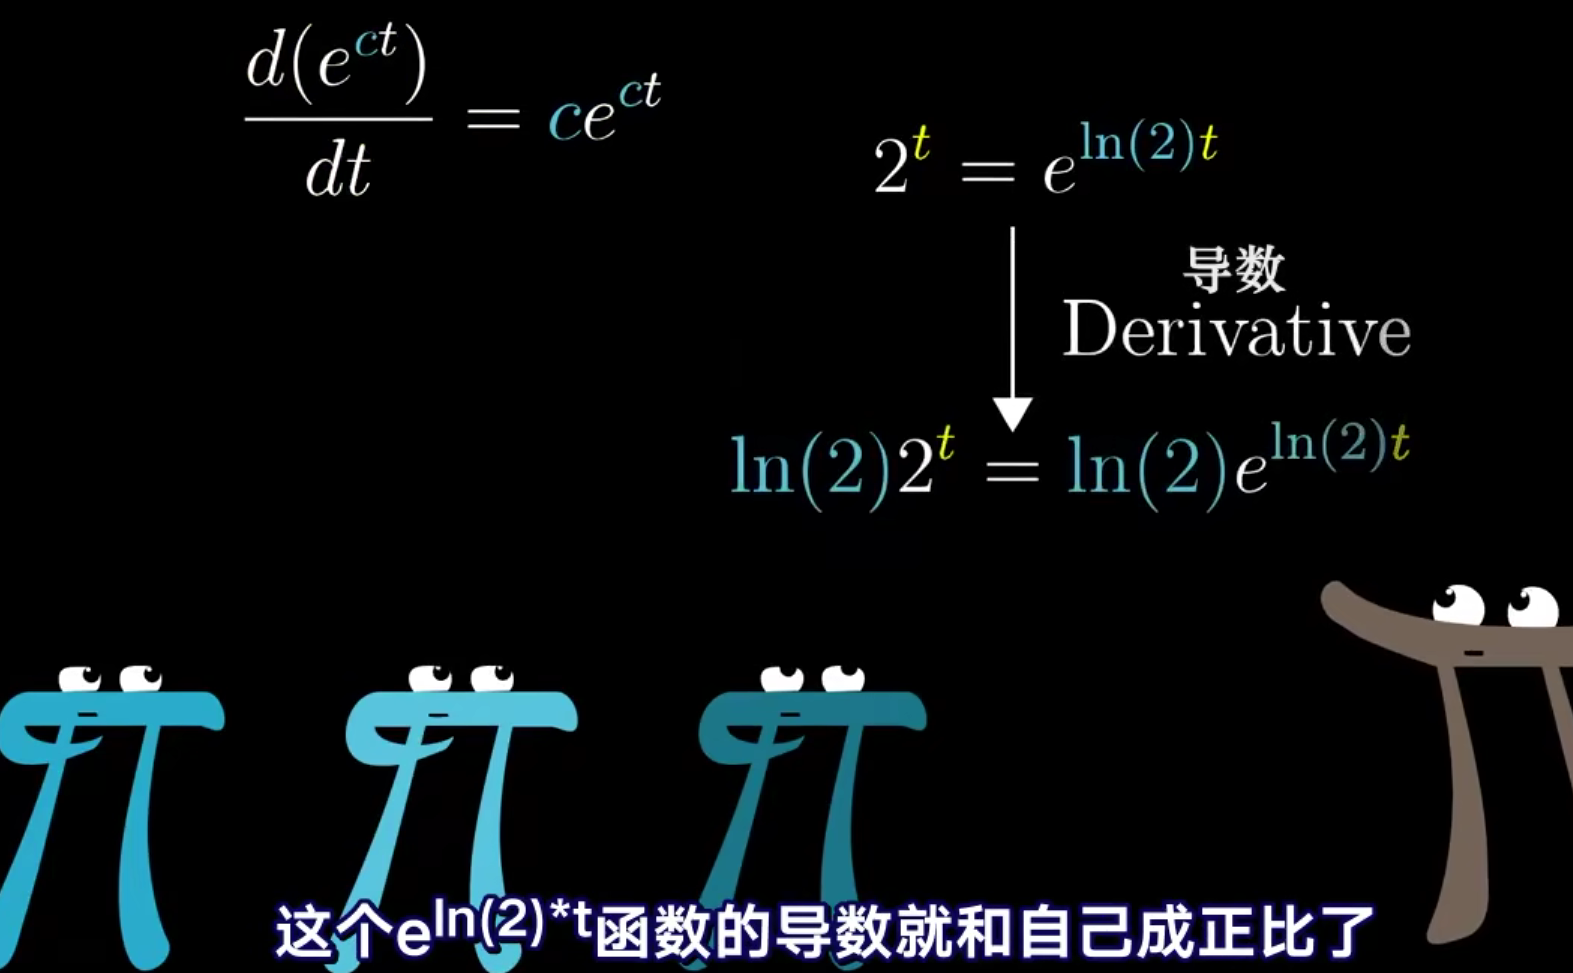 d(e^{ct})/dt = ce^{ct}
2^t = e^{ln(2)t}
导数
Derivative
ln(2)2^t = ln(2)e^{ln(2)t}
这个e^{ln(2)*t}函数的导数就和自己成正比了